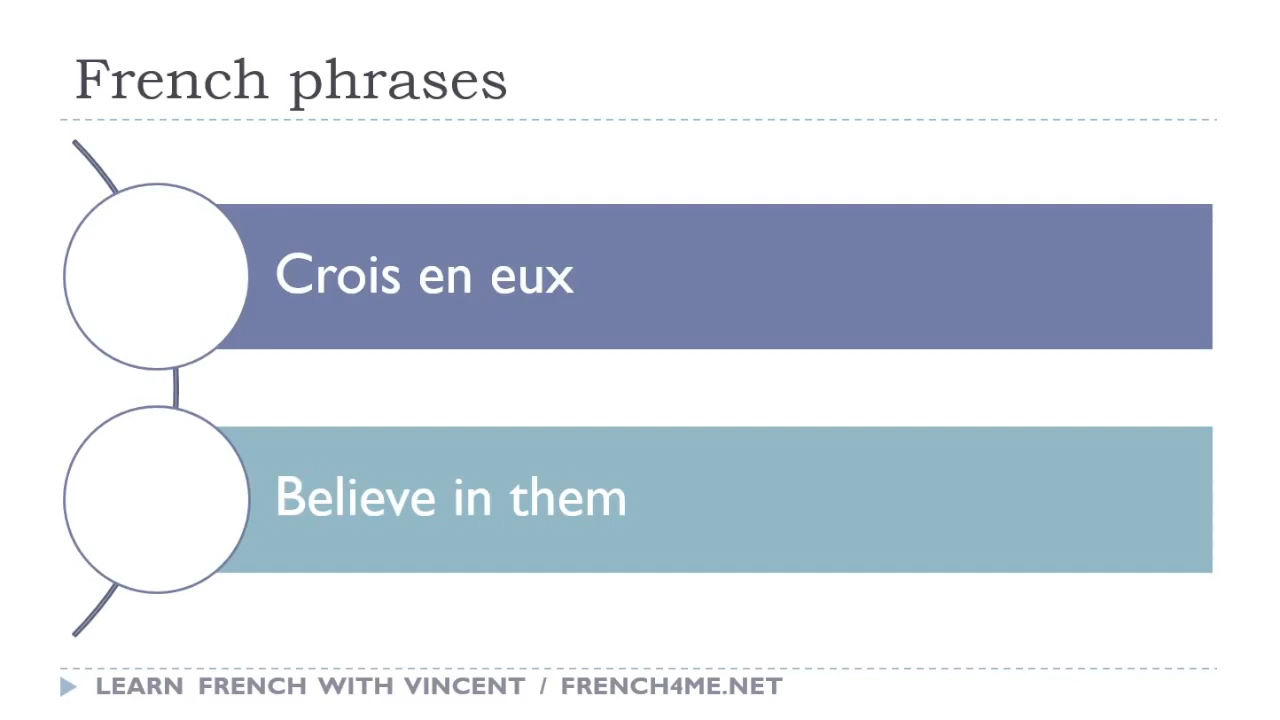 French phrases
Crois en eux
Believe in them
LEARN FRENCH WITH VINCENT / FRENCH4ME.NET